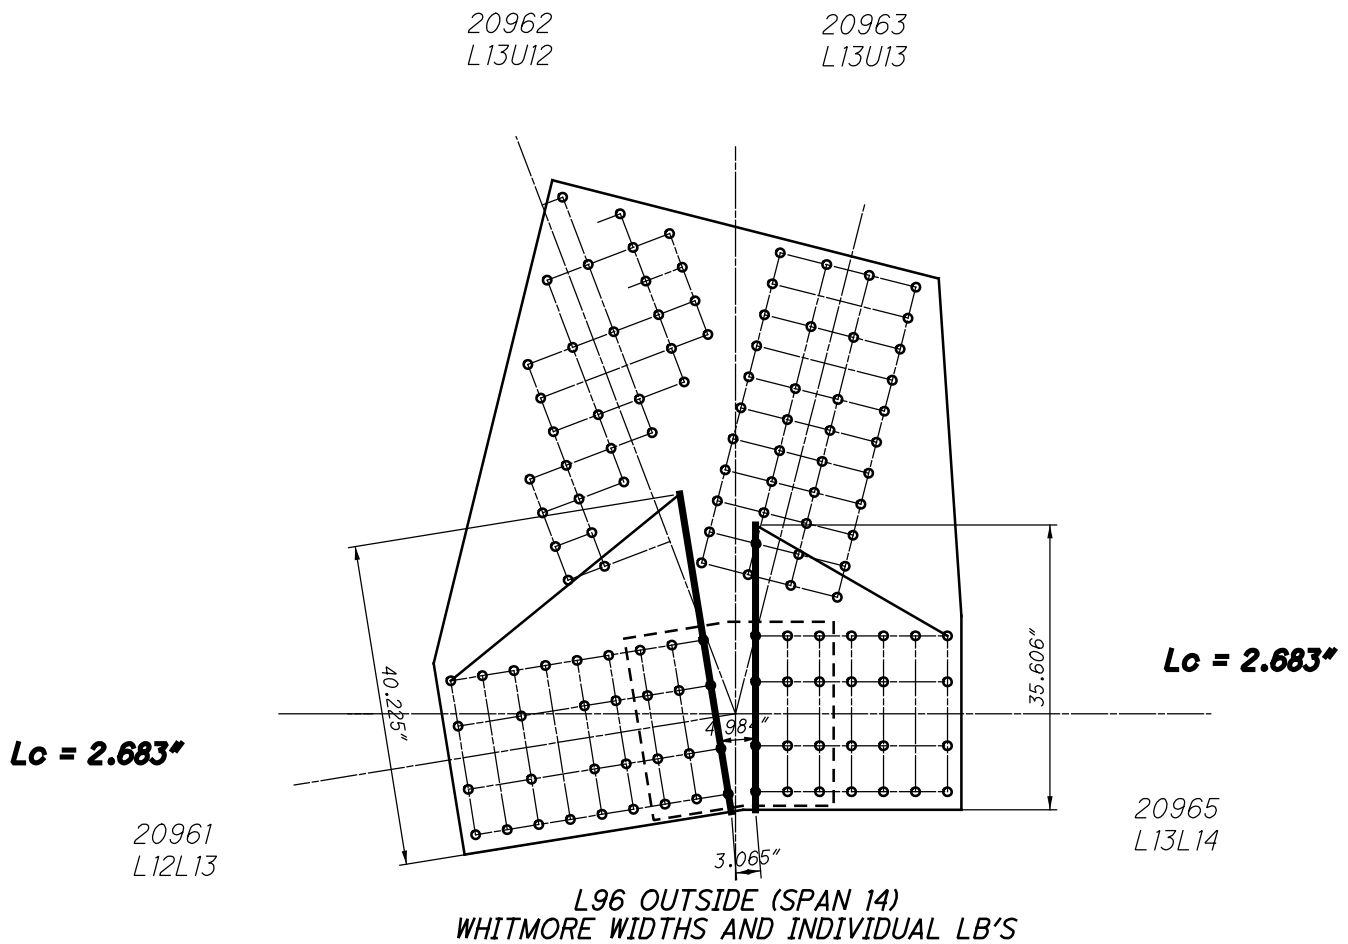 20962
L13U12
20963
L13U13
40.225"
4.984"
35.606"
Lc = 2.683"
Lc = 2.683"
20961
L12L13
20965
L13L14
3.065"
L96 OUTSIDE (SPAN 14)
WHITMORE WIDTHS AND INDIVIDUAL LB'S